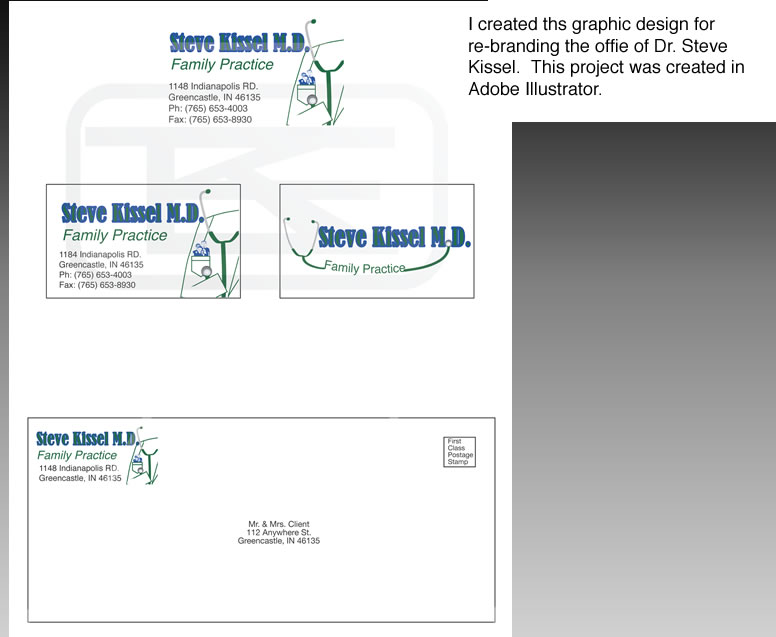 I created ths graphic design for
re-branding the offie of Dr. Steve
Kissel.  This project was created in
Adobe Illustrator.
Steve Kissel M.D.
Family Practice
1148 Indianapolis RD.
Greencastle, IN 46135
Ph: (765) 653-4003
Fax: (765) 653-8930
Steve Kissel M.D.
Family Practice
1184 Indianapolis RD.
Greencastle, IN 46135
Ph: (765) 653-4003
Fax: (765) 653-8930
Steve Kissel M.D.
Family Practice
Steve Kissel M.D.
Family Practice
1148 Indianapolis RD.
Greencastle, IN 46135
First
Class
Postage
Stamp
Mr. & Mrs. Client
112 Anywhere St.
Greencastle, IN 46135